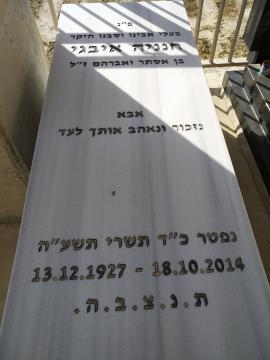 פ״נ
בעלי אבינו וסבנו היקר
חנניה איבגי
בן אסתר ואברהם ז״ל
אבא
נזכור ונאהב אותך לעד
נפטר כ״ד תשרי תשע״ה
13.12.1927 - 18.10.2014
ת.נ.צ.ב.ה.